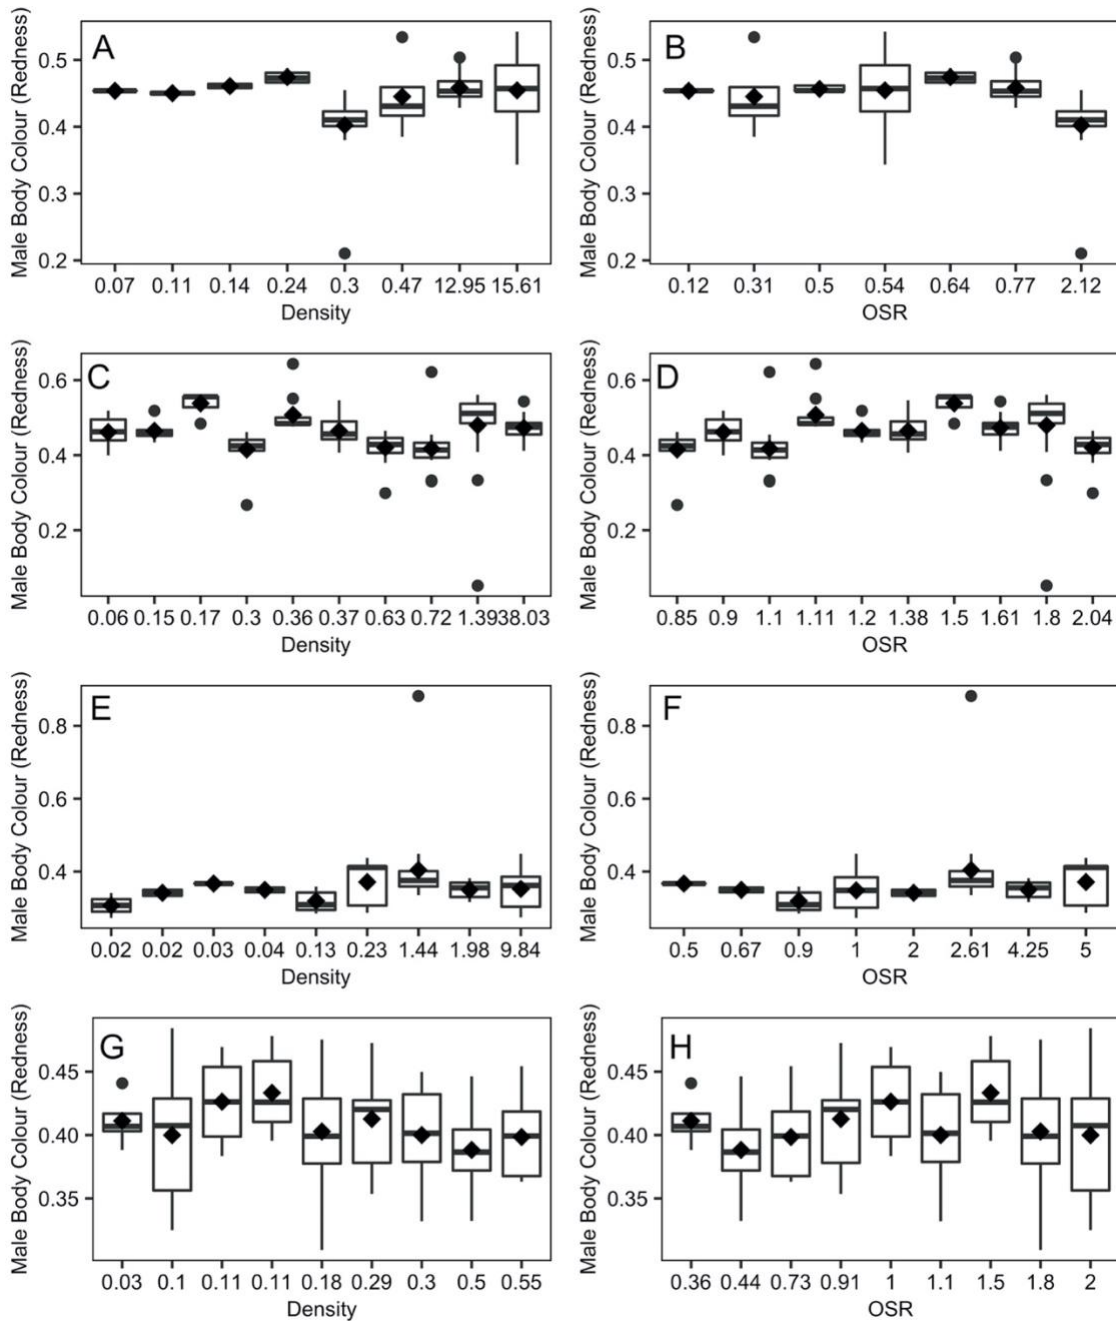 A
Male Body Colour (Redness)
0.5
0.4
0.3
0.2
0.07 0.11 0.14 0.24 0.3 0.47 12.95 15.61
Density
B
Male Body Colour (Redness)
0.5
0.4
0.3
0.2
0.12 0.31 0.5 0.54 0.64 0.77 2.12
OSR
C
Male Body Colour (Redness)
0.6
0.4
0.2
0.06 0.15 0.17 0.3 0.36 0.37 0.63 0.72 1.39 38.03
Density
D
Male Body Colour (Redness)
0.6
0.4
0.2
0.85 0.9 1.1 1.11 1.2 1.38 1.5 1.61 1.8 2.04
OSR
E
Male Body Colour (Redness)
0.8
0.6
0.4
0.02 0.02 0.03 0.04 0.13 0.23 1.44 1.98 9.84
Density
F
Male Body Colour (Redness)
0.8
0.6
0.4
0.5 0.67 0.9 1 2 2.61 4.25 5
OSR
G
Male Body Colour (Redness)
0.45
0.40
0.35
0.03 0.1 0.11 0.11 0.18 0.29 0.3 0.5 0.55
Density
H
Male Body Colour (Redness)
0.45
0.40
0.35
0.36 0.44 0.73 0.91 1 1.1 1.5 1.8 2
OSR